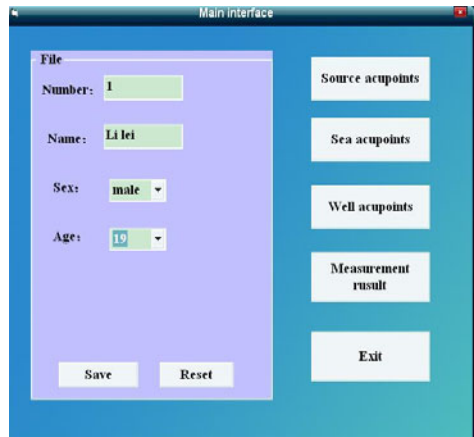 Main interface
File
Number: 1
Name: Li lei
Sex: male
Age: 19
Save Reset
Source acupoints
Sea acupoints
Well acupoints
Measurement
rusult
Exit